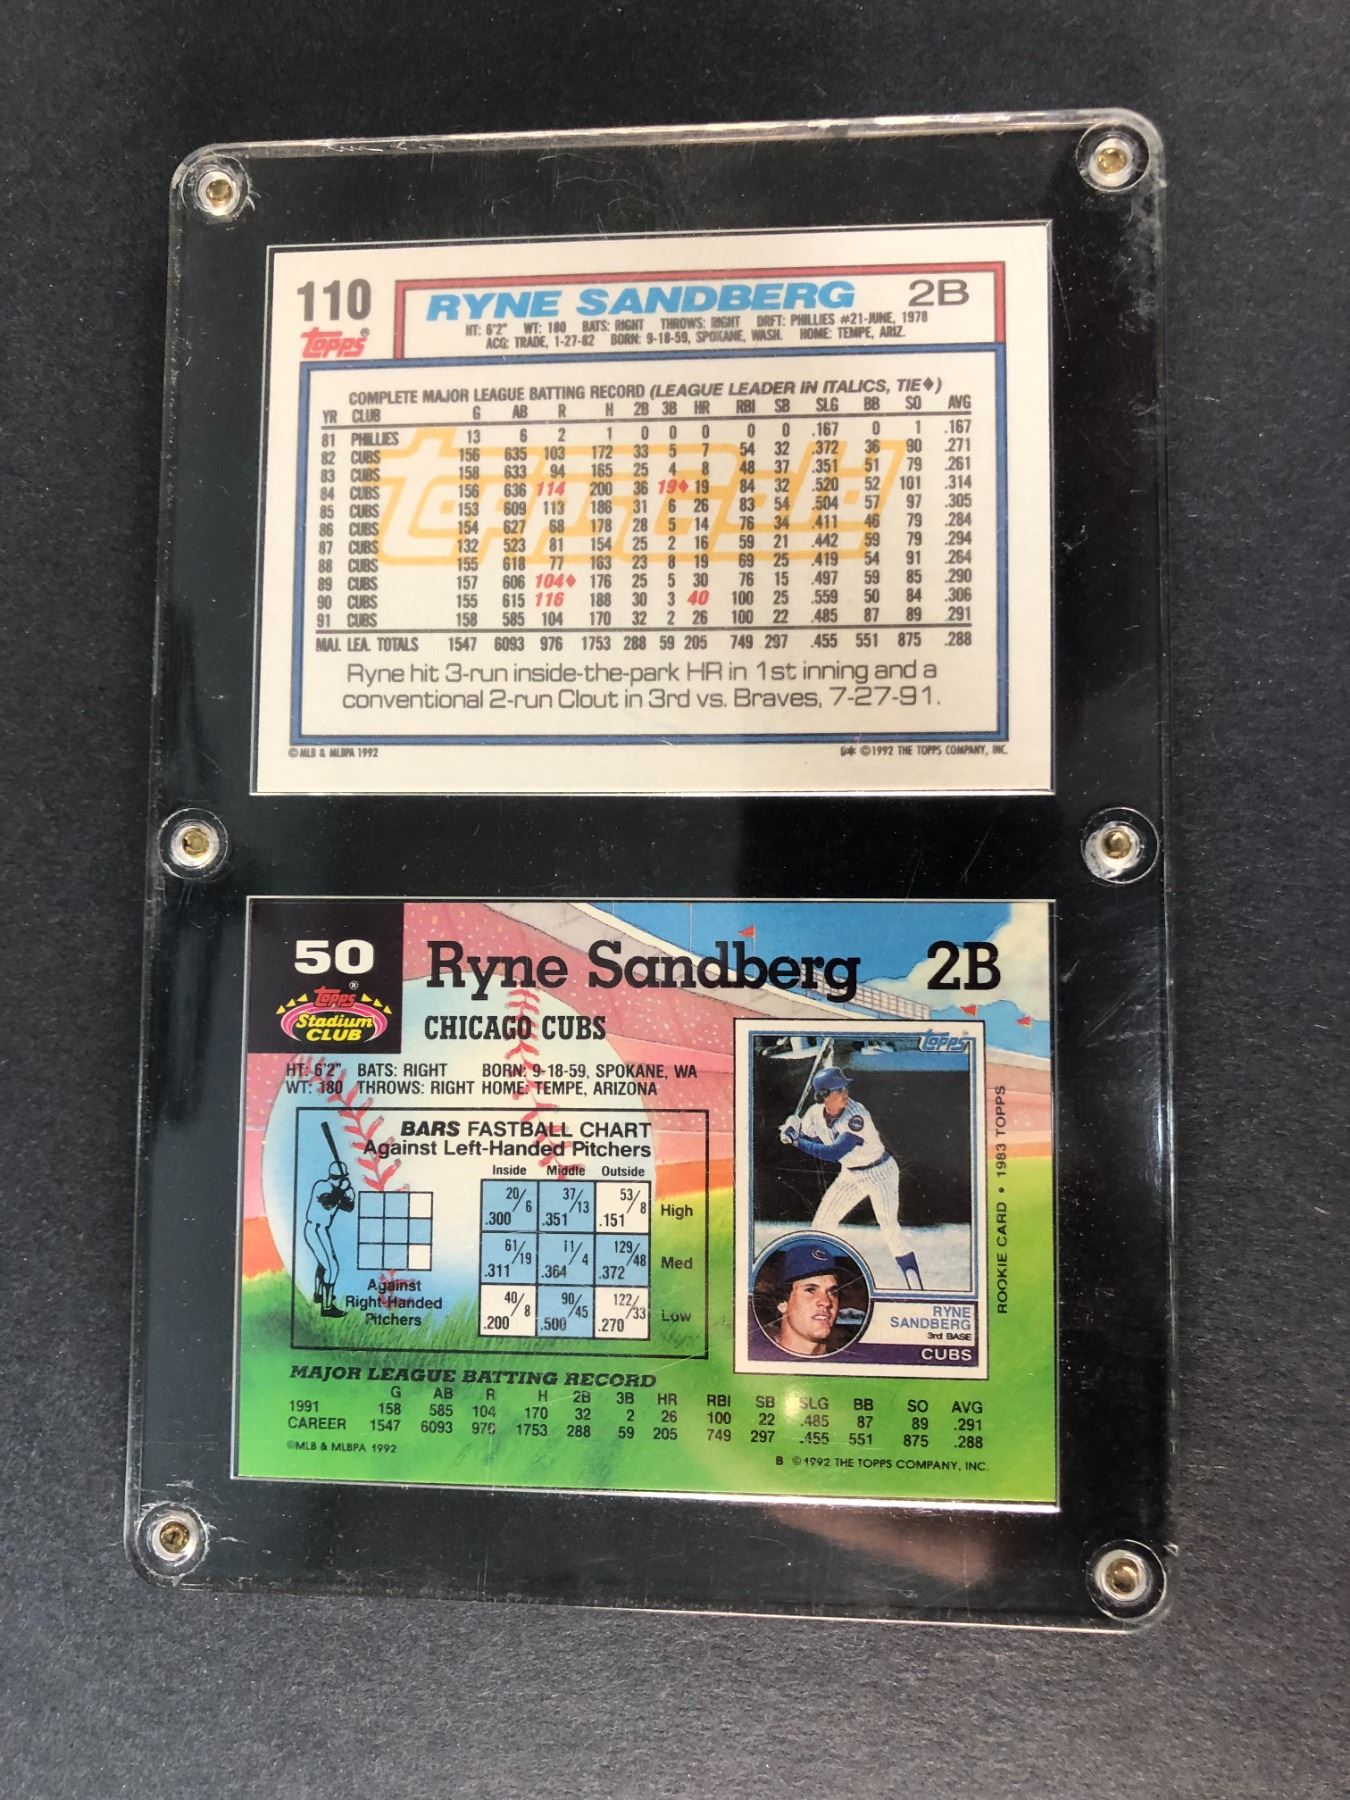 110
RYNE SANDBERG 2B
Topps®
HT: 6'2" WT: 180 BATS: RIGHT THROWS: RIGHT DRFT: PHILLIES #21-JUNE, 1978
ACQ: TRADE, 1-27-82 BORN: 9-18-59, SPOKANE, WASH. HOME: TEMPE, ARIZ.
COMPLETE MAJOR LEAGUE BATTING RECORD (LEAGUE LEADER IN ITALICS, TIE♦)
YR CLUB G AB R H 2B 3B HR RBI SB SLG BB SO AVG
81 PHILLIES 13 6 2 1 0 0 0 0 0 .167 0 1 .167
82 CUBS 156 635 103 172 33 5 7 54 32 .372 36 90 .271
83 CUBS 158 633 94 165 25 4 8 48 37 .351 51 79 .261
84 CUBS 156 636 114 200 36 19♦ 19 84 32 .520 52 101 .314
85 CUBS 153 609 113 186 31 6 26 83 54 .504 57 97 .305
86 CUBS 154 627 68 178 28 5 14 76 34 .411 46 79 .284
87 CUBS 132 523 81 154 25 2 16 59 21 .442 59 79 .294
88 CUBS 155 618 77 163 23 8 19 69 25 .419 54 91 .264
89 CUBS 157 606 104♦ 176 25 5 30 76 15 .497 59 85 .290
90 CUBS 155 615 116 188 30 3 40 100 25 .559 50 84 .306
91 CUBS 158 585 104 170 32 2 26 100 22 .485 87 89 .291
MAJ. LEA. TOTALS 1547 6093 976 1753 288 59 205 749 297 .455 551 875 .288
ToppsGold
Ryne hit 3-run inside-the-park HR in 1st inning and a
conventional 2-run Clout in 3rd vs. Braves, 7-27-91.
© MLB & MLBPA 1992 ©1992 THE TOPPS COMPANY, INC.
50 Ryne Sandberg 2B
Topps®
Stadium
CLUB
CHICAGO CUBS
HT: 6'2" BATS: RIGHT BORN: 9-18-59, SPOKANE, WA
WT: 180 THROWS: RIGHT HOME: TEMPE, ARIZONA
BARS FASTBALL CHART
Against Left-Handed Pitchers
Inside Middle Outside
20/6 37/13 53/8
.300 .351 .151 High
61/19 11/4 129/48
.311 .364 .372 Med
40/8 90/45 122/33
.200 .500 .270 Low
Against
Right-Handed
Pitchers
Topps
RYNE
SANDBERG
3rd BASE
CUBS
ROOKIE CARD • 1983 TOPPS
MAJOR LEAGUE BATTING RECORD
G AB R H 2B 3B HR RBI SB SLG BB SO AVG
1991 158 585 104 170 32 2 26 100 22 .485 87 89 .291
CAREER 1547 6093 976 1753 288 59 205 749 297 .455 551 875 .288
©MLB & MLBPA 1992
B ©1992 THE TOPPS COMPANY, INC.